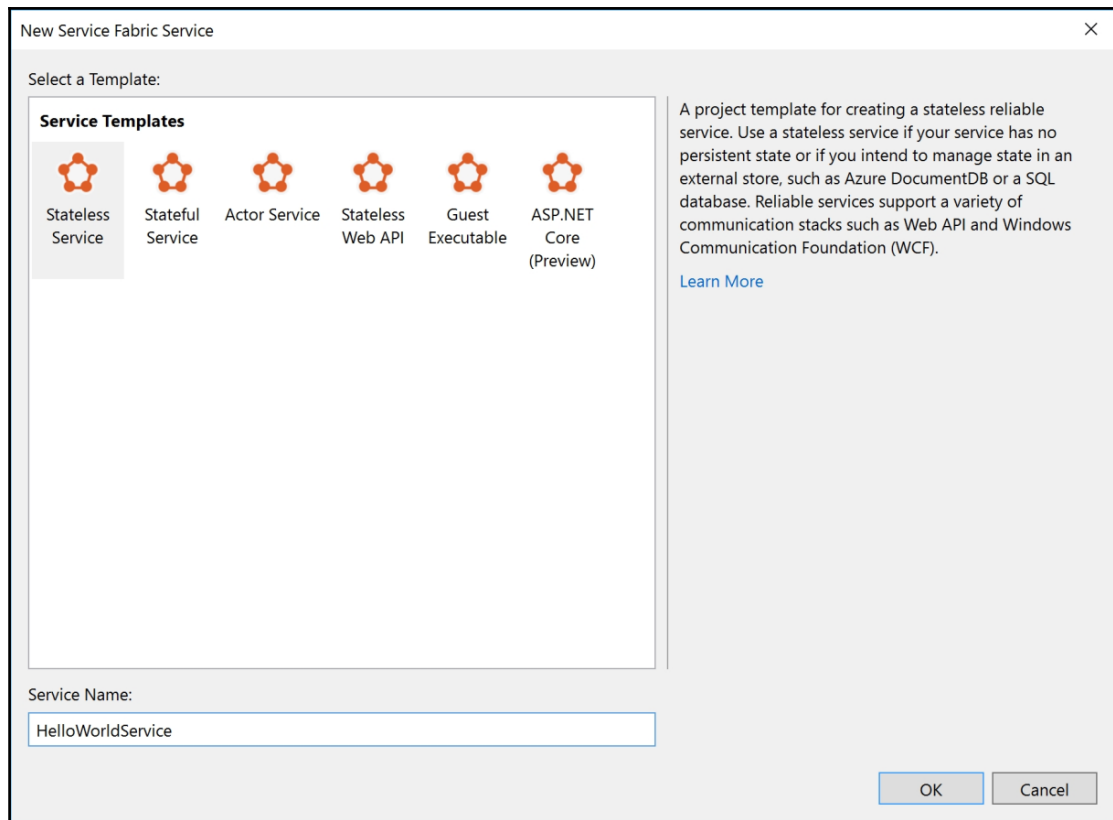 New Service Fabric Service
Select a Template:
Service Templates
Stateless
Service
Stateful
Service
Actor Service
Stateless
Web API
Guest
Executable
ASP.NET
Core
(Preview)
A project template for creating a stateless reliable
service. Use a stateless service if your service has no
persistent state or if you intend to manage state in an
external store, such as Azure DocumentDB or a SQL
database. Reliable services support a variety of
communication stacks such as Web API and Windows
Communication Foundation (WCF).
Learn More
Service Name:
HelloWorldService
OK
Cancel